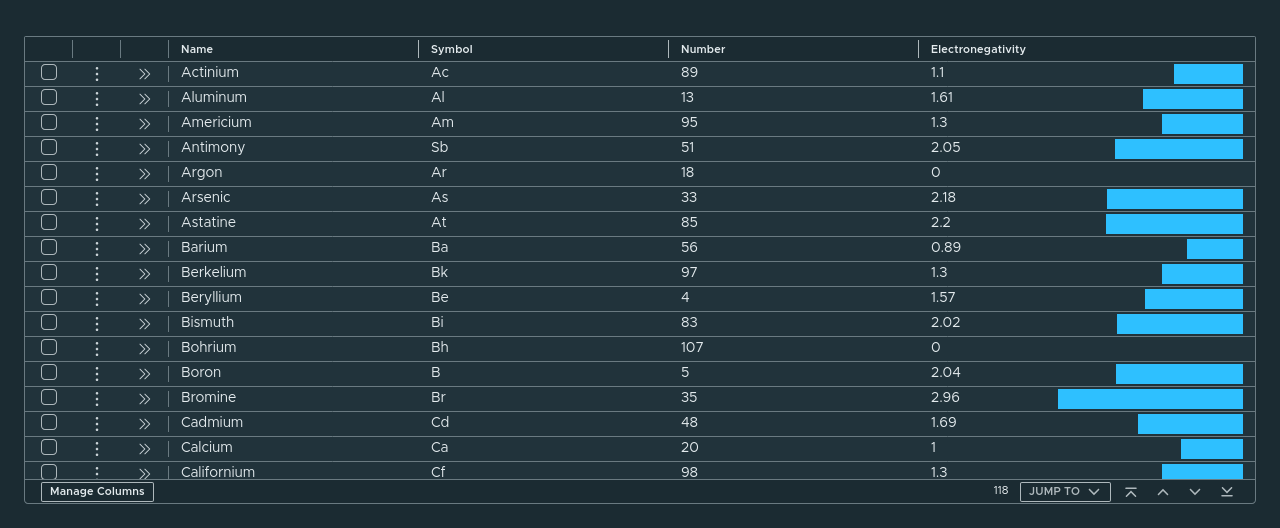 Name Symbol Number Electronegativity
Actinium Ac 89 1.1
Aluminum Al 13 1.61
Americium Am 95 1.3
Antimony Sb 51 2.05
Argon Ar 18 0
Arsenic As 33 2.18
Astatine At 85 2.2
Barium Ba 56 0.89
Berkelium Bk 97 1.3
Beryllium Be 4 1.57
Bismuth Bi 83 2.02
Bohrium Bh 107 0
Boron B 5 2.04
Bromine Br 35 2.96
Cadmium Cd 48 1.69
Calcium Ca 20 1
Californium Cf 98 1.3
Manage Columns 118 JUMP TO